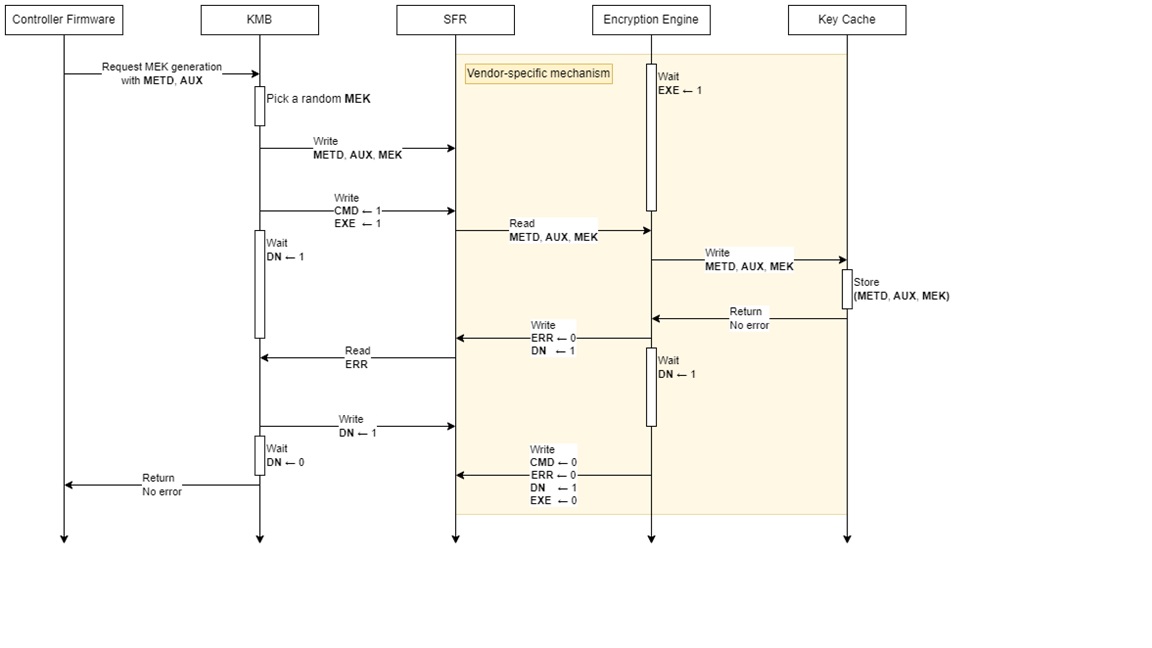 Controller Firmware
KMB
SFR
Encryption Engine
Key Cache
Request MEK generation
with METD, AUX
Vendor-specific mechanism
Wait
EXE ← 1
Pick a random MEK
Write
METD, AUX, MEK
Write
CMD ← 1
EXE ← 1
Read
METD, AUX, MEK
Wait
DN ← 1
Write
METD, AUX, MEK
Store
(METD, AUX, MEK)
Return
No error
Write
ERR ← 0
DN ← 1
Read
ERR
Wait
DN ← 1
Write
DN ← 1
Wait
DN ← 0
Write
CMD ← 0
ERR ← 0
DN ← 1
EXE ← 0
Return
No error